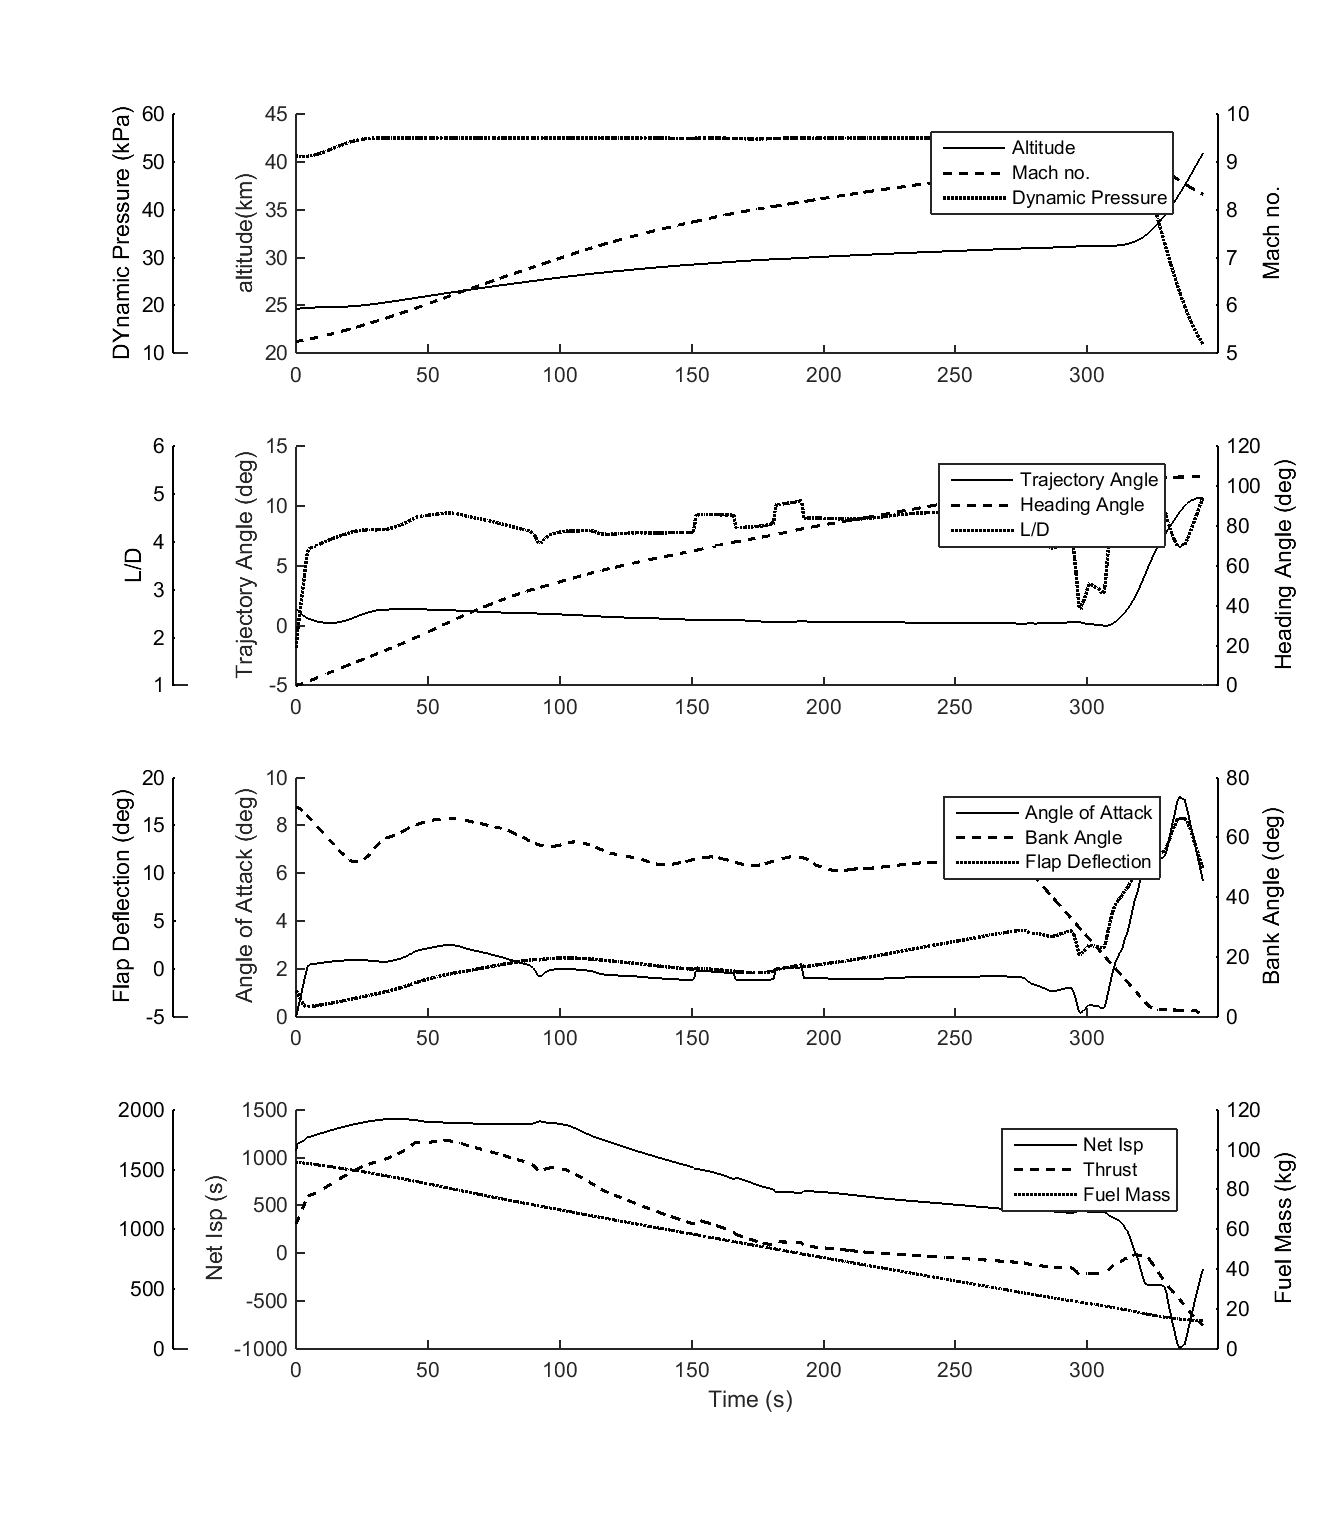 DYnamic Pressure (kPa)
60
50
40
30
20
10
altitude(km)
45
40
35
30
25
20
Altitude
Mach no.
Dynamic Pressure
10
9
8
7
6
5
Mach no.
0 50 100 150 200 250 300
L/D
6
5
4
3
2
1
Trajectory Angle (deg)
15
10
5
0
-5
Trajectory Angle
Heading Angle
L/D
120
100
80
60
40
20
0
Heading Angle (deg)
0 50 100 150 200 250 300
Flap Deflection (deg)
20
15
10
5
0
-5
Angle of Attack (deg)
10
8
6
4
2
0
Angle of Attack
Bank Angle
Flap Deflection
80
60
40
20
0
Bank Angle (deg)
0 50 100 150 200 250 300
2000
1500
1000
500
0
Net Isp (s)
1500
1000
500
0
-500
-1000
Net Isp
Thrust
Fuel Mass
120
100
80
60
40
20
0
Fuel Mass (kg)
0 50 100 150 200 250 300
Time (s)